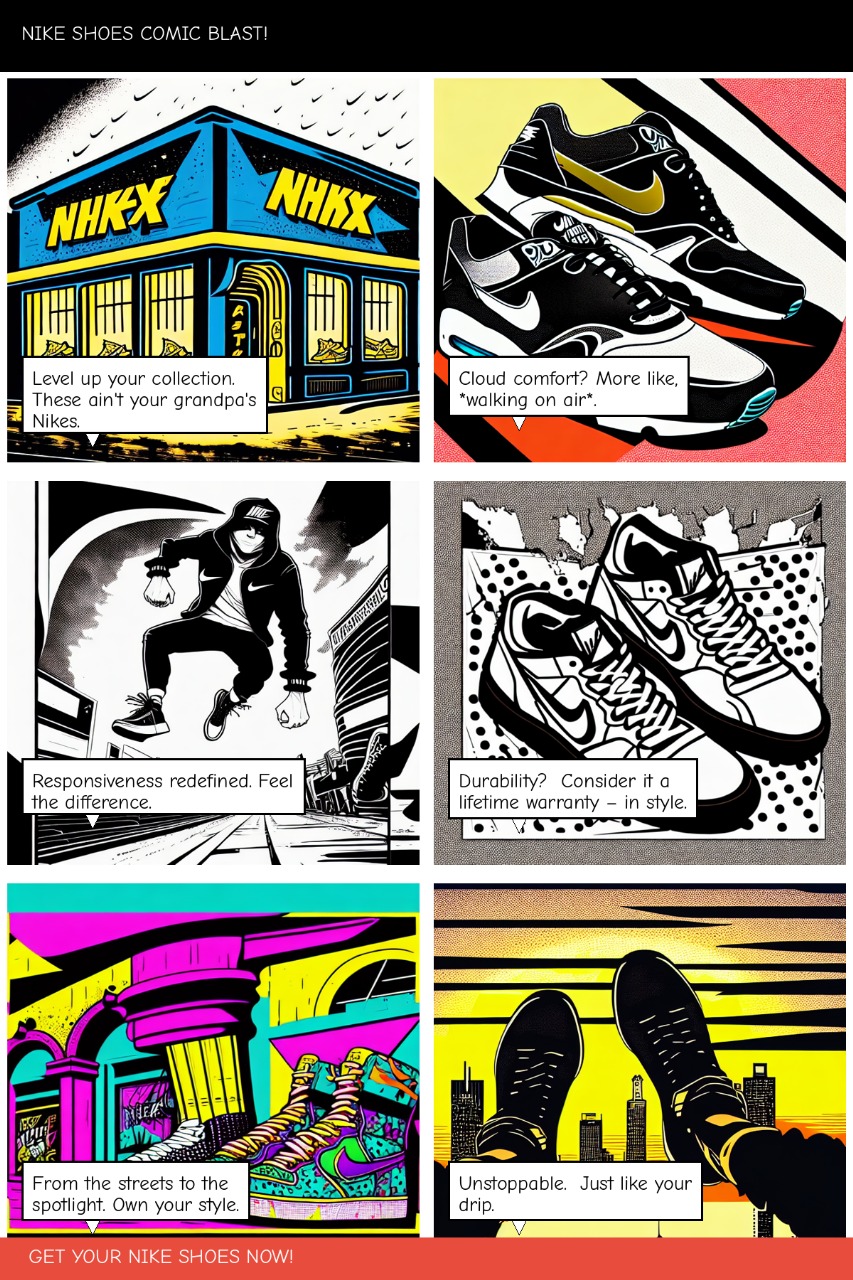 NIKE SHOES COMIC BLAST!
NHK-X
NHKX
Level up your collection.
These ain't your grandpa's
Nikes.
Cloud comfort? More like,
*walking on air*.
Responsiveness redefined. Feel
the difference.
Durability? Consider it a
lifetime warranty – in style.
From the streets to the
spotlight. Own your style.
Unstoppable. Just like your
drip.
GET YOUR NIKE SHOES NOW!